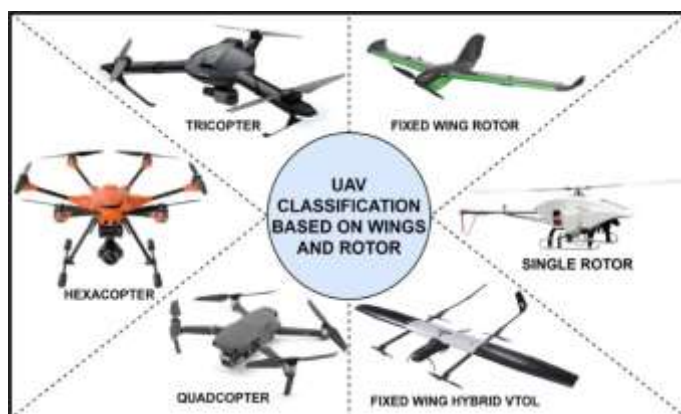 TRICOPTER
FIXED WING ROTOR
UAV
CLASSIFICATION
BASED ON WINGS
AND ROTOR
HEXACOPTER
SINGLE ROTOR
QUADCOPTER
FIXED WING HYBRID VTOL